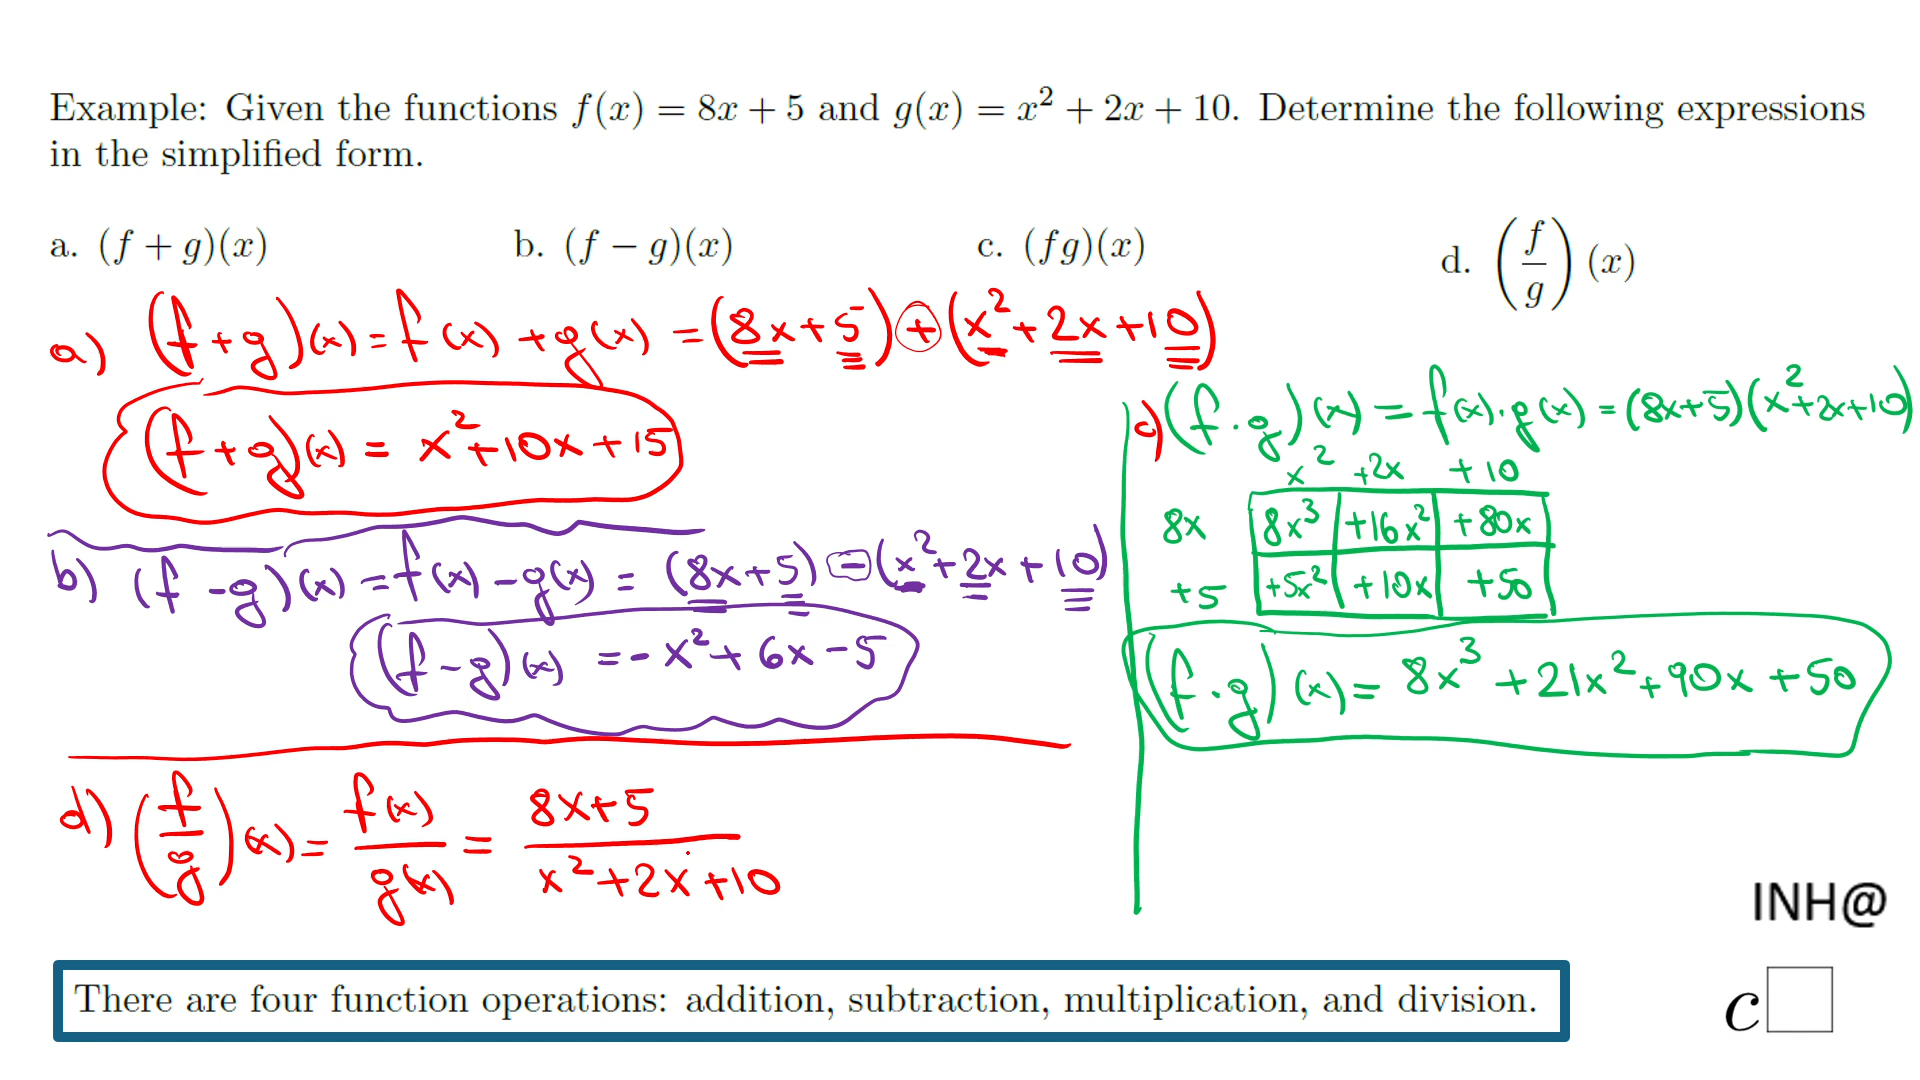 Example: Given the functions f(x) = 8x + 5 and g(x) = x² + 2x + 10. Determine the following expressions
in the simplified form.
a. (f + g)(x)  b. (f − g)(x)  c. (fg)(x)  d. (f/g)(x)
a) (f+g)(x) = f(x) + g(x) = (8x+5)+(x²+2x+10)
(f+g)(x) = x²+10x+15
b) (f-g)(x) = f(x) - g(x) = (8x+5)-(x²+2x+10)
(f-g)(x) = -x²+6x-5
c) (f·g)(x) = f(x)·g(x) = (8x+5)(x²+2x+10)
x² +2x +10
8x 8x³ +16x² +80x
+5 +5x² +10x +50
(f·g)(x) = 8x³+21x²+90x+50
d) (f/g)(x) = f(x)/g(x) = (8x+5)/(x²+2x+10)
INH@
There are four function operations: addition, subtraction, multiplication, and division.
c□